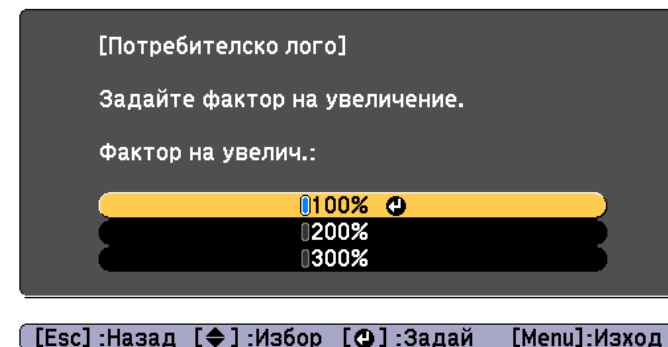 [Потребителско лого]
Задайте фактор на увеличение.
Фактор на увелич.:
100%
200%
300%
[Esc] :Назад [◆] :Избор [⏎] :Задай [Menu]:Изход